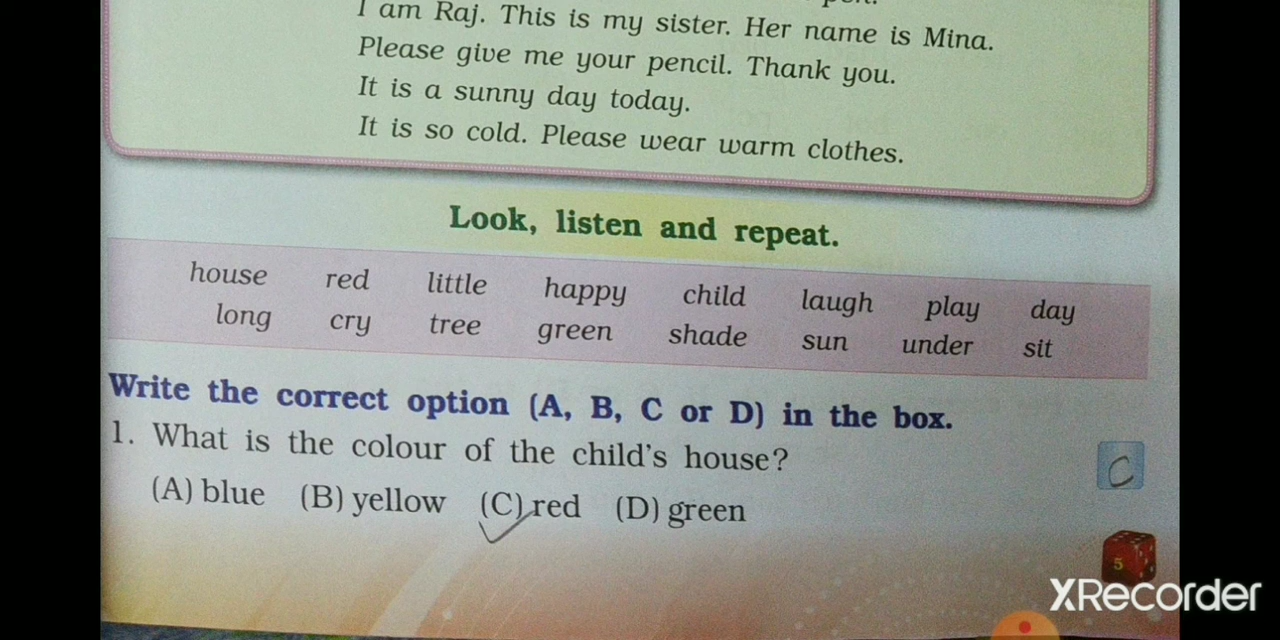 I am Raj. This is my sister. Her name is Mina.
Please give me your pencil. Thank you.
It is a sunny day today.
It is so cold. Please wear warm clothes.
Look, listen and repeat.
house red little happy child laugh play day
long cry tree green shade sun under sit
Write the correct option (A, B, C or D) in the box.
1. What is the colour of the child's house? C
(A) blue (B) yellow (C) red (D) green
5
XRecorder